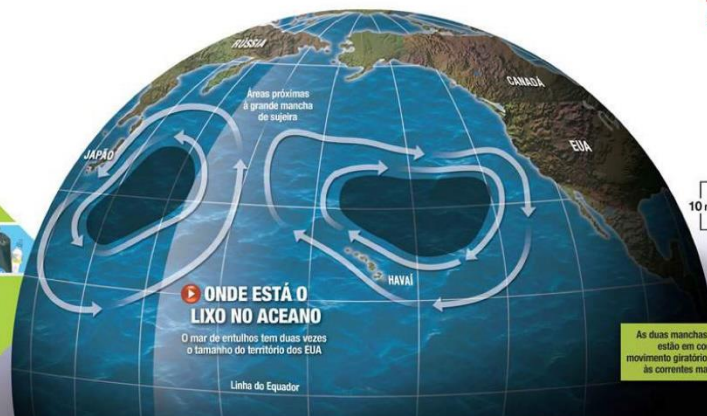 RÚSSIA
CANADÁ
Áreas próximas
à grande mancha
de sujeira
EUA
JAPÃO
10
HAVAÍ
ONDE ESTÁ O
LIXO NO ACEANO
O mar de entulhos tem duas vezes
o tamanho do território dos EUA
As duas manchas
estão em
movimento giratório
às correntes
Linha do Equador